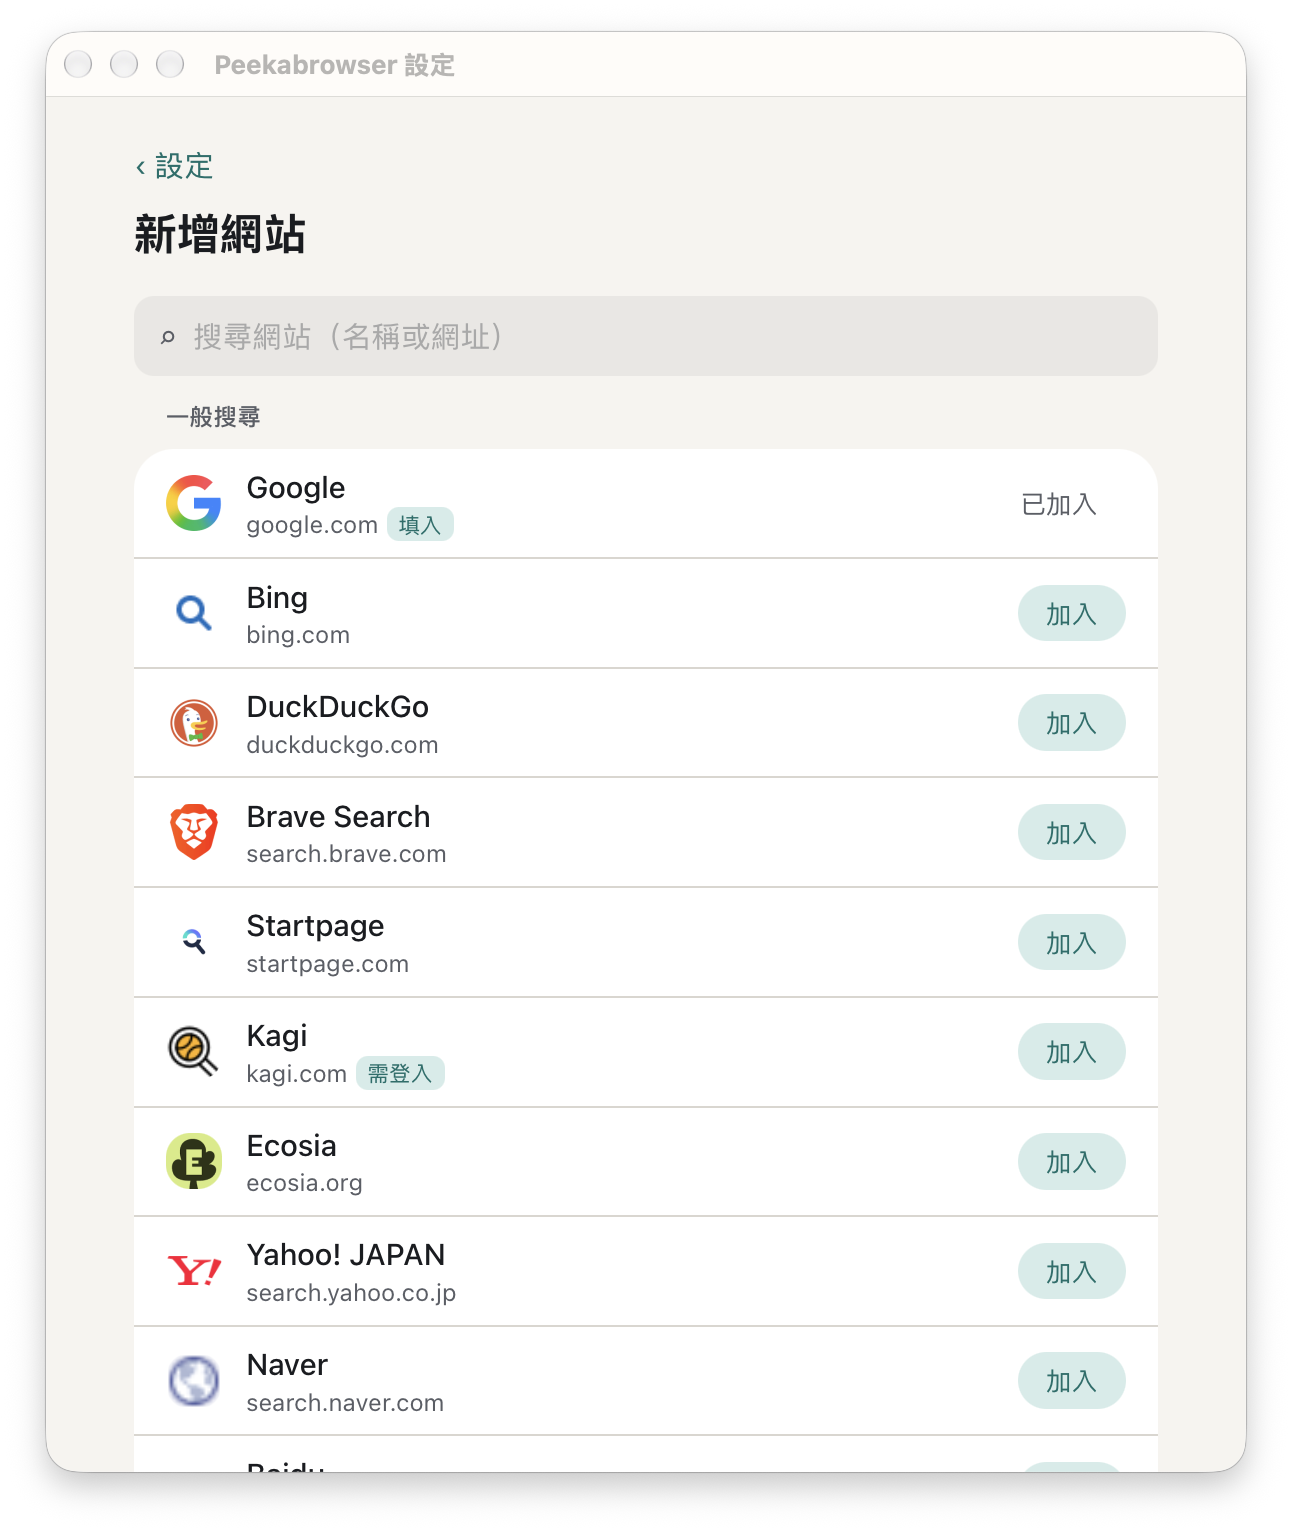 Peekabrowser 設定
‹ 設定
新增網站
搜尋網站（名稱或網址）
一般搜尋
Google
google.com 填入
已加入
Bing
bing.com
加入
DuckDuckGo
duckduckgo.com
加入
Brave Search
search.brave.com
加入
Startpage
startpage.com
加入
Kagi
kagi.com 需登入
加入
Ecosia
ecosia.org
加入
Yahoo! JAPAN
search.yahoo.co.jp
加入
Naver
search.naver.com
加入
Baidu